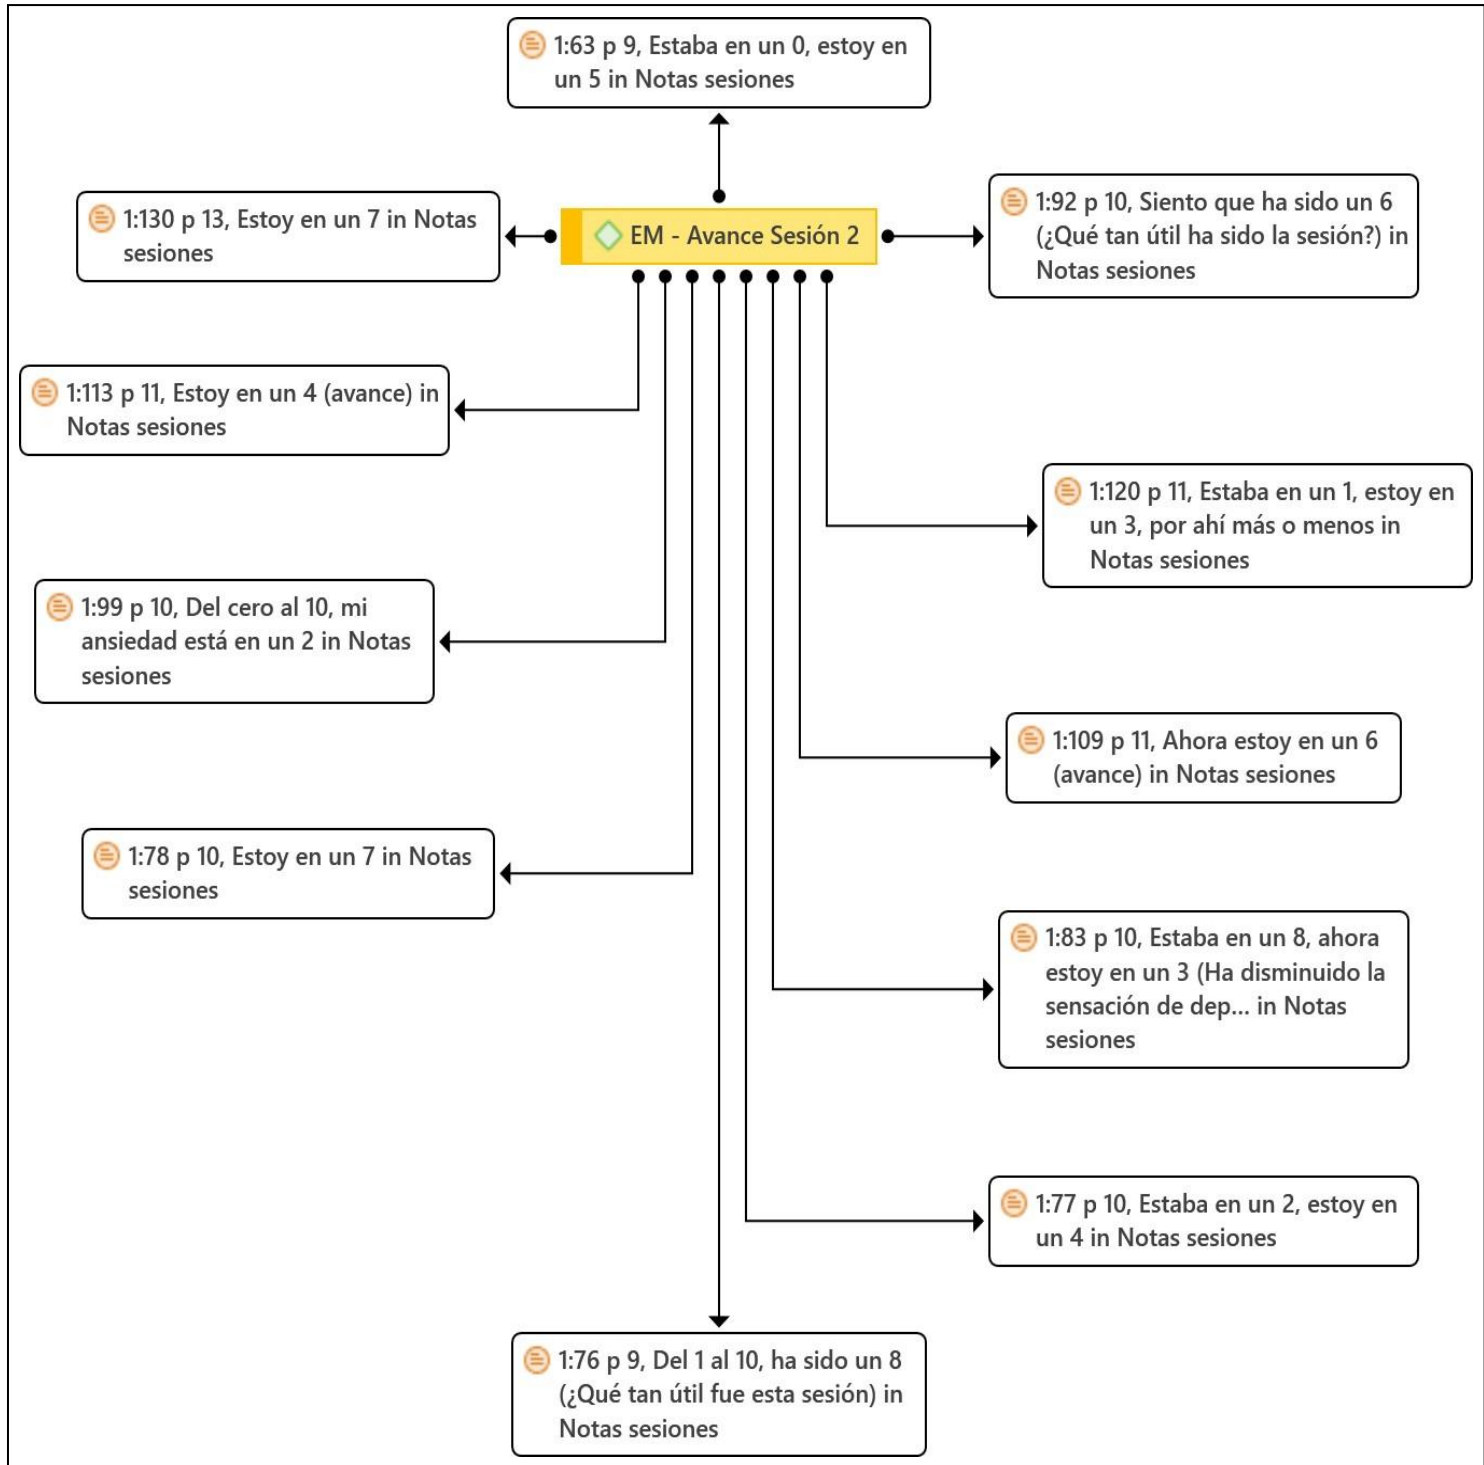 1:63 p 9, Estaba en un 0, estoy en
un 5 in Notas sesiones
1:130 p 13, Estoy en un 7 in Notas
sesiones
EM - Avance Sesión 2
1:92 p 10, Siento que ha sido un 6
(¿Qué tan útil ha sido la sesión?) in
Notas sesiones
1:113 p 11, Estoy en un 4 (avance) in
Notas sesiones
1:120 p 11, Estaba en un 1, estoy en
un 3, por ahí más o menos in
Notas sesiones
1:99 p 10, Del cero al 10, mi
ansiedad está en un 2 in Notas
sesiones
1:109 p 11, Ahora estoy en un 6
(avance) in Notas sesiones
1:78 p 10, Estoy en un 7 in Notas
sesiones
1:83 p 10, Estaba en un 8, ahora
estoy en un 3 (Ha disminuido la
sensación de dep... in Notas
sesiones
1:77 p 10, Estaba en un 2, estoy en
un 4 in Notas sesiones
1:76 p 9, Del 1 al 10, ha sido un 8
(¿Qué tan útil fue esta sesión) in
Notas sesiones